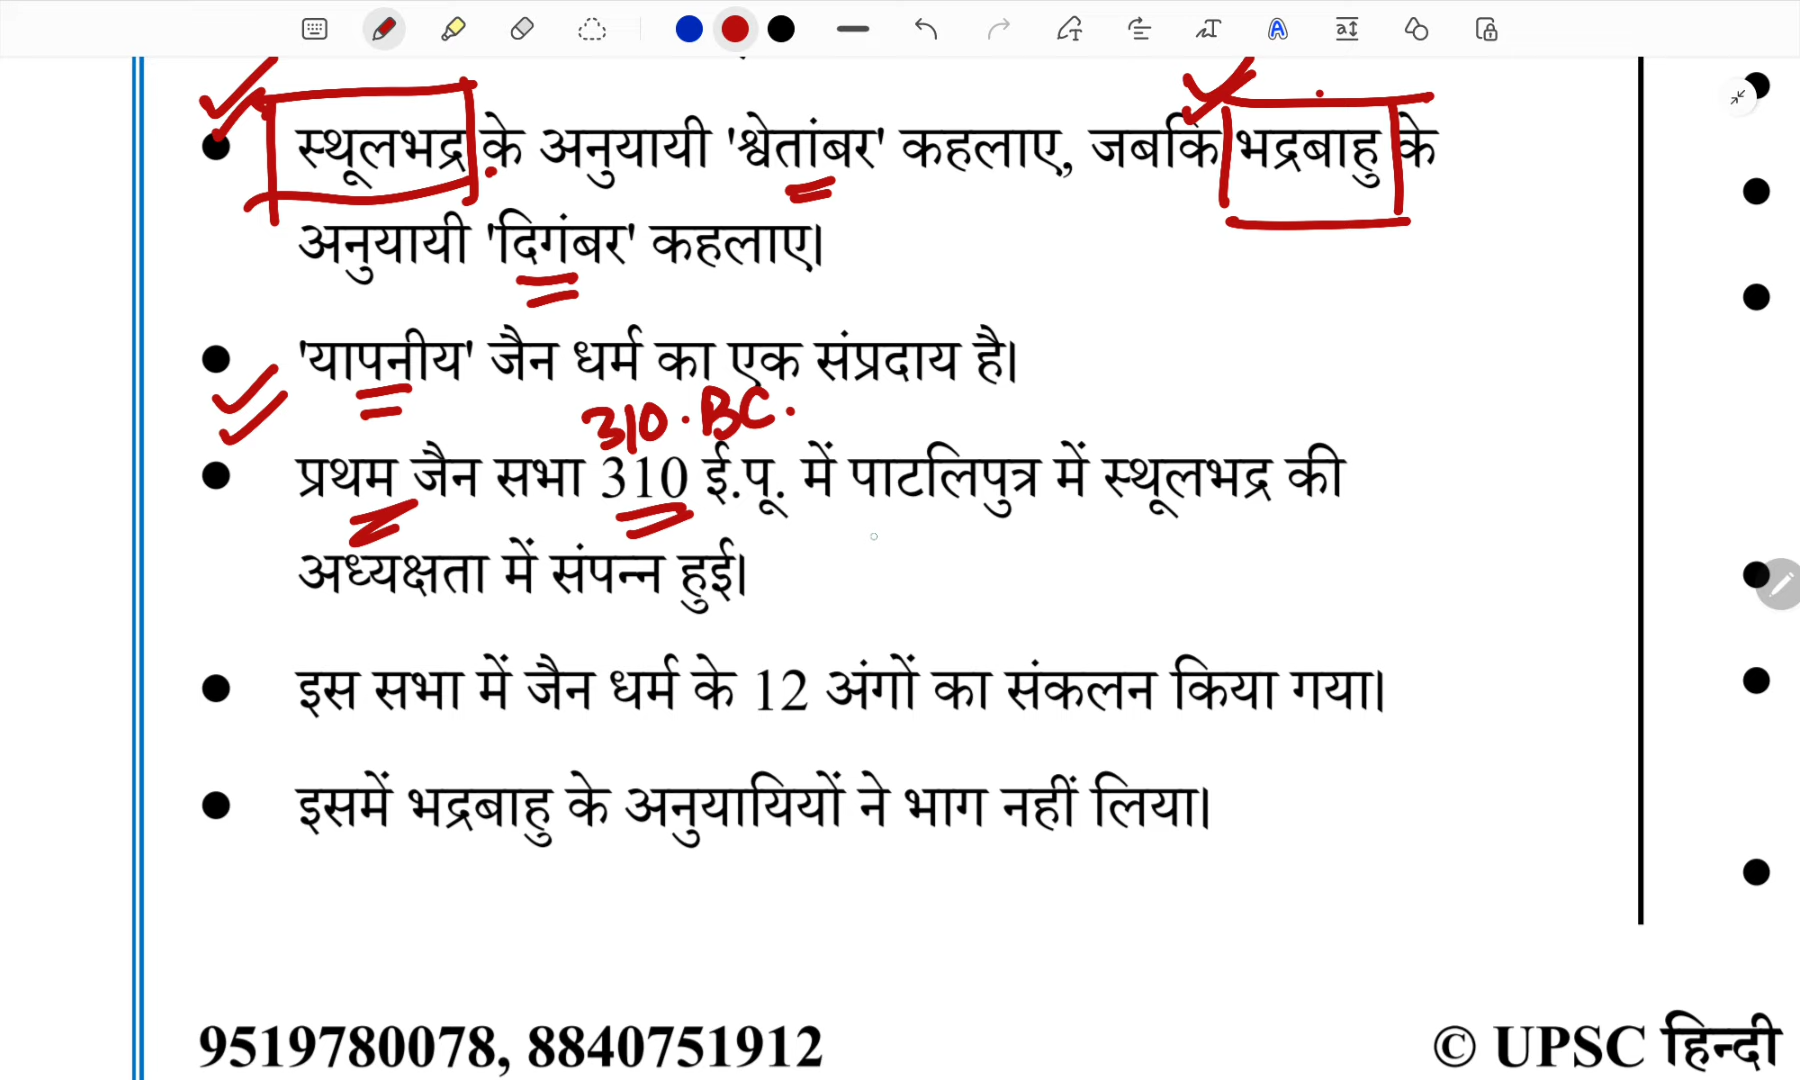 स्थूलभद्र के अनुयायी 'श्वेतांबर' कहलाए, जबकि भद्रबाहु के
अनुयायी 'दिगंबर' कहलाए।
'यापनीय' जैन धर्म का एक संप्रदाय है।
310 BC.
प्रथम जैन सभा 310 ई.पू. में पाटलिपुत्र में स्थूलभद्र की
अध्यक्षता में संपन्न हुई।
इस सभा में जैन धर्म के 12 अंगों का संकलन किया गया।
इसमें भद्रबाहु के अनुयायियों ने भाग नहीं लिया।
9519780078, 8840751912
© UPSC हिन्दी